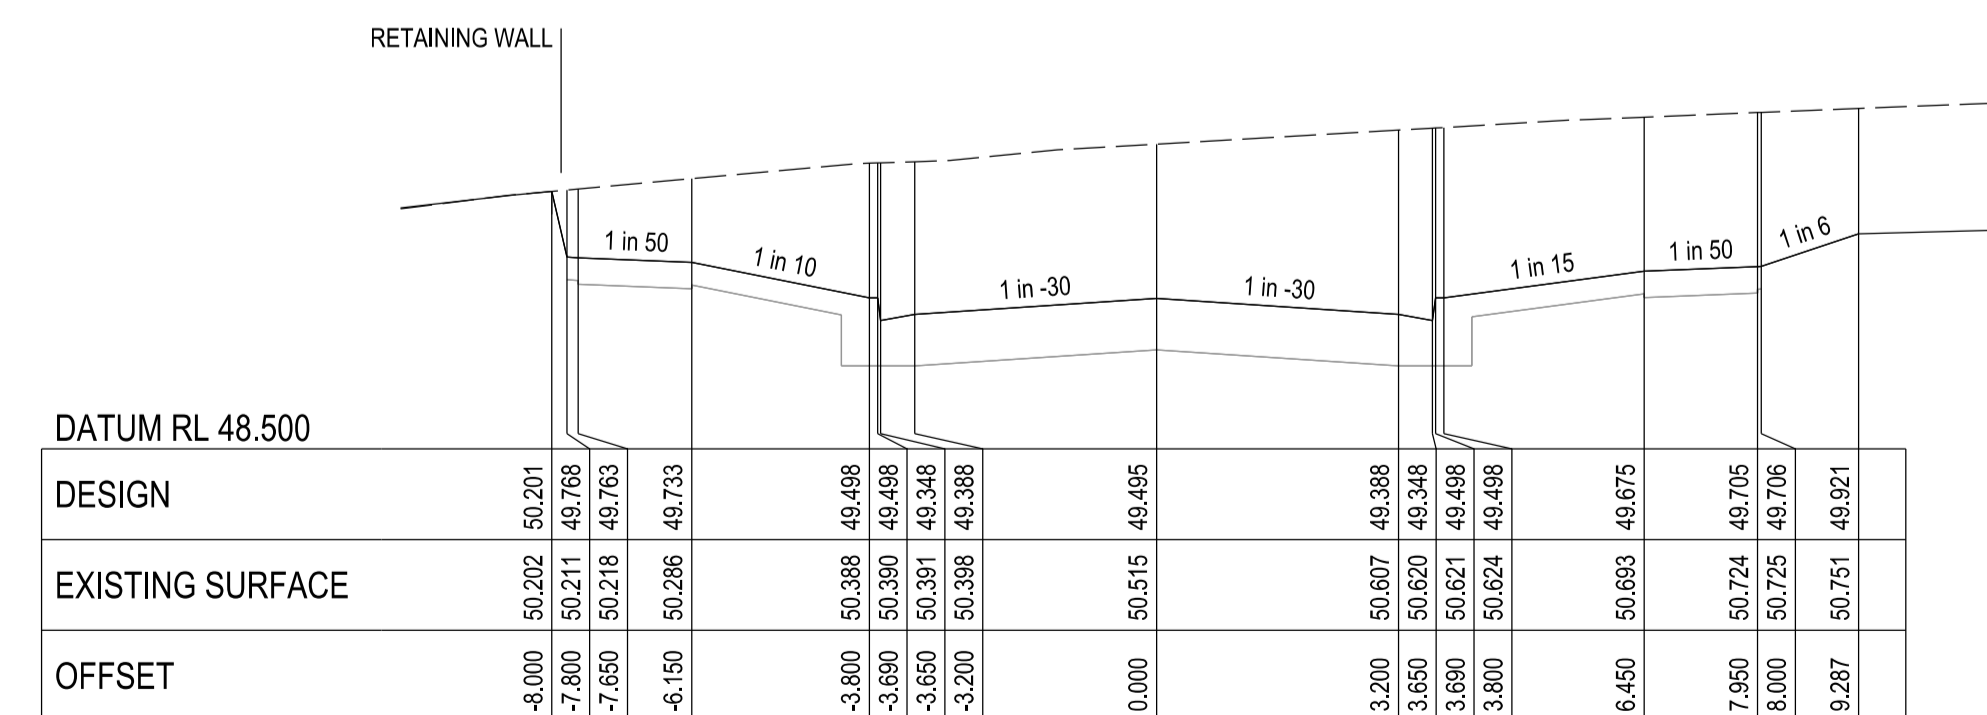 RETAINING WALL
1 in 50
1 in 10
1 in -30
1 in -30
1 in 15
1 in 50
1 in 6
DATUM RL 48.500
DESIGN 50.201 49.768 49.763 49.733 49.498 49.498 49.348 49.388 49.495 49.388 49.348 49.498 49.498 49.675 49.705 49.706 49.921
EXISTING SURFACE 50.202 50.211 50.218 50.286 50.388 50.390 50.391 50.398 50.515 50.607 50.620 50.621 50.624 50.693 50.724 50.725 50.751
OFFSET -8.000 -7.800 -7.650 -6.150 -3.800 -3.690 -3.650 -3.200 0.000 3.200 3.650 3.690 3.800 6.450 7.950 8.000 9.287